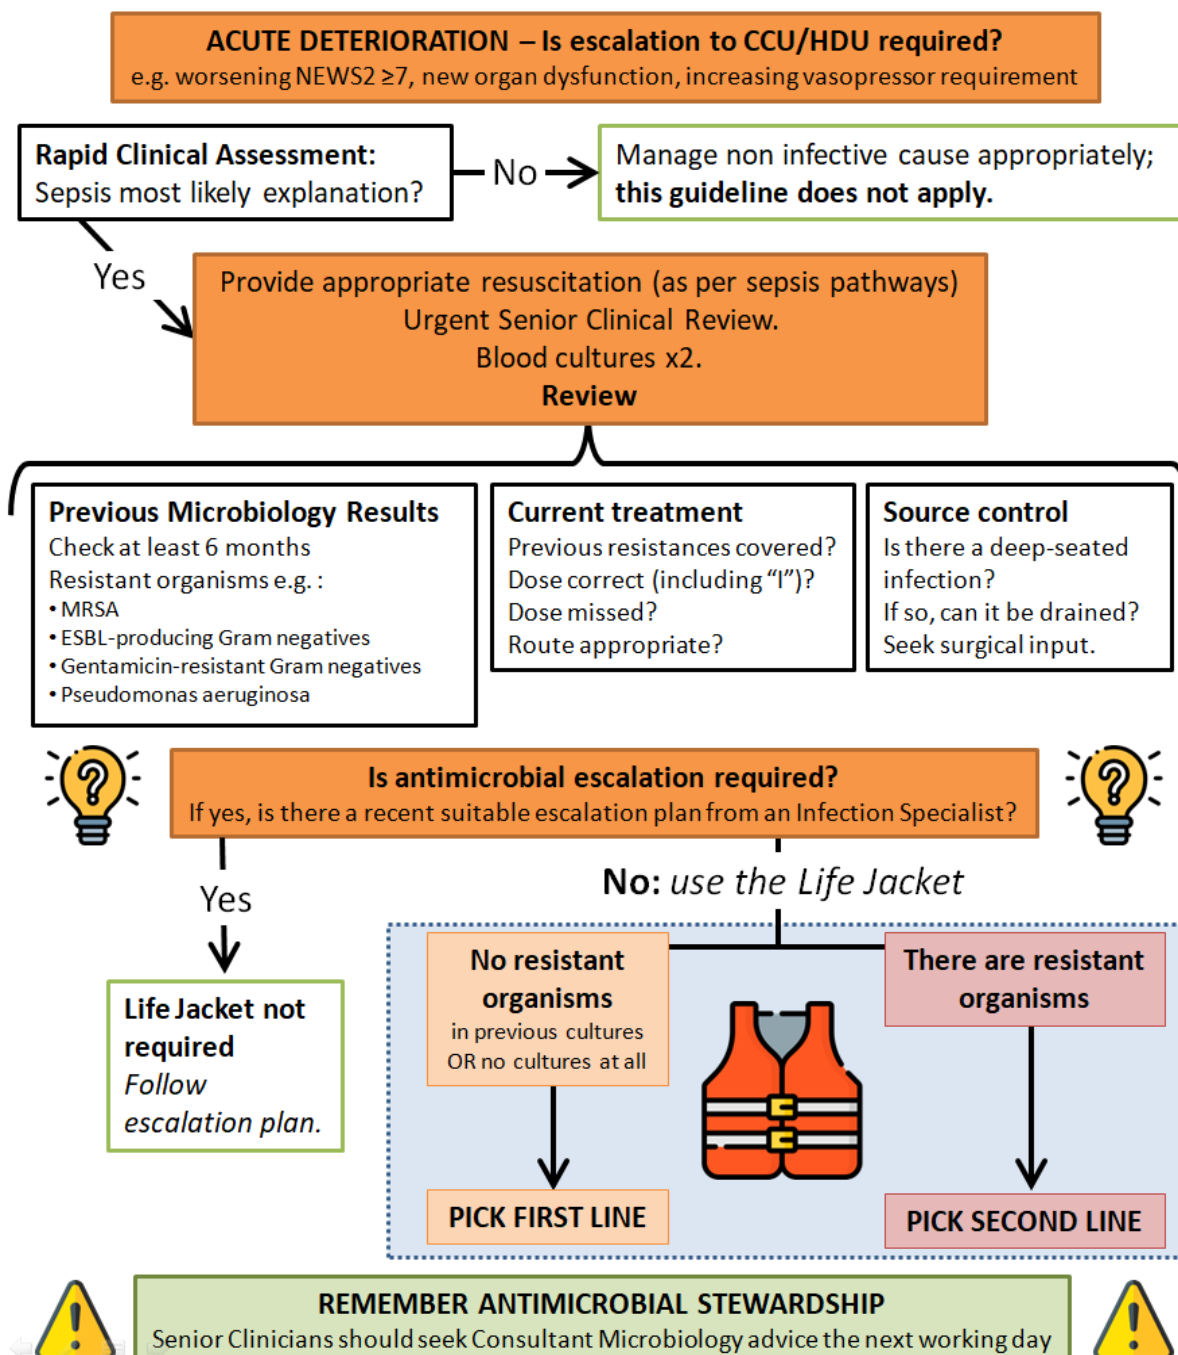 ACUTE DETERIORATION – Is escalation to CCU/HDU required?
e.g. worsening NEWS2 ≥7, new organ dysfunction, increasing vasopressor requirement
Rapid Clinical Assessment:
Sepsis most likely explanation?
No
Manage non infective cause appropriately;
this guideline does not apply.
Yes
Provide appropriate resuscitation (as per sepsis pathways)
Urgent Senior Clinical Review.
Blood cultures x2.
Review
Previous Microbiology Results
Check at least 6 months
Resistant organisms e.g. :
• MRSA
• ESBL-producing Gram negatives
• Gentamicin-resistant Gram negatives
• Pseudomonas aeruginosa
Current treatment
Previous resistances covered?
Dose correct (including “I”)?
Dose missed?
Route appropriate?
Source control
Is there a deep-seated
infection?
If so, can it be drained?
Seek surgical input.
Is antimicrobial escalation required?
If yes, is there a recent suitable escalation plan from an Infection Specialist?
Yes
Life Jacket not
required
Follow
escalation plan.
No: use the Life Jacket
No resistant
organisms
in previous cultures
OR no cultures at all
PICK FIRST LINE
There are resistant
organisms
PICK SECOND LINE
REMEMBER ANTIMICROBIAL STEWARDSHIP
Senior Clinicians should seek Consultant Microbiology advice the next working day